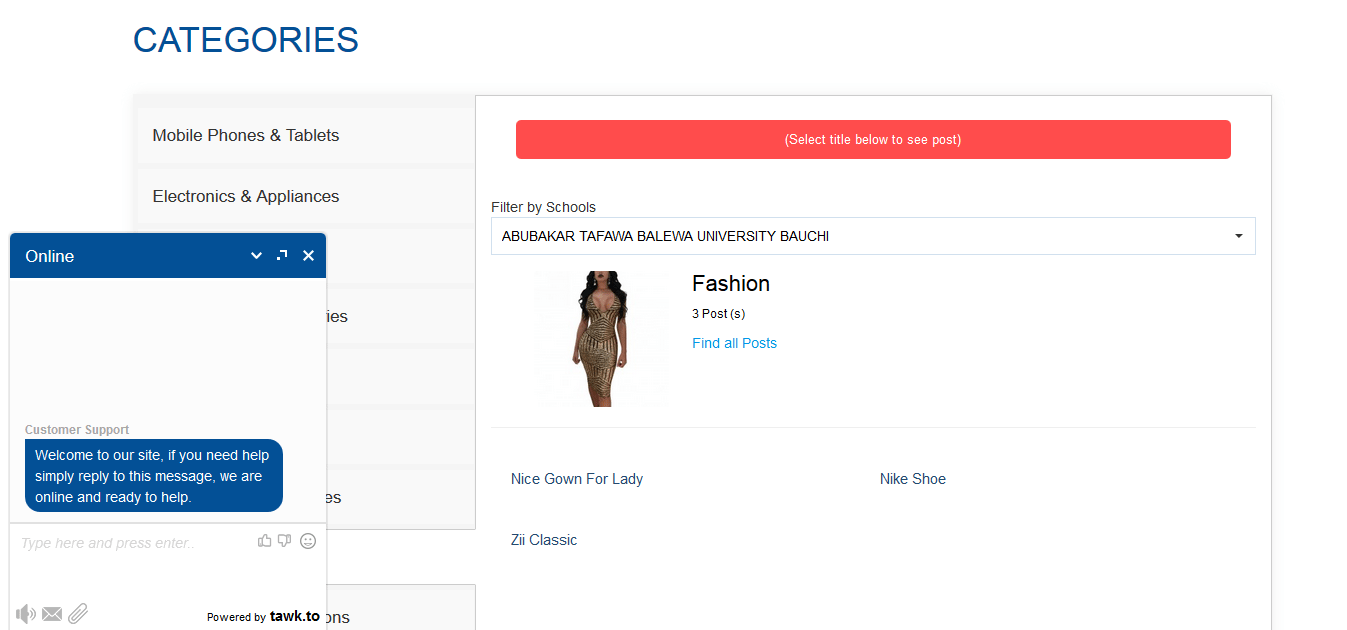 CATEGORIES
Mobile Phones & Tablets
Electronics & Appliances
ries
es
ons
(Select title below to see post)
Filter by Schools
ABUBAKAR TAFAWA BALEWA UNIVERSITY BAUCHI
Fashion
3 Post (s)
Find all Posts
Nice Gown For Lady
Nike Shoe
Zii Classic
Online
Customer Support
Welcome to our site, if you need help
simply reply to this message, we are
online and ready to help.
Type here and press enter..
Powered by tawk.to